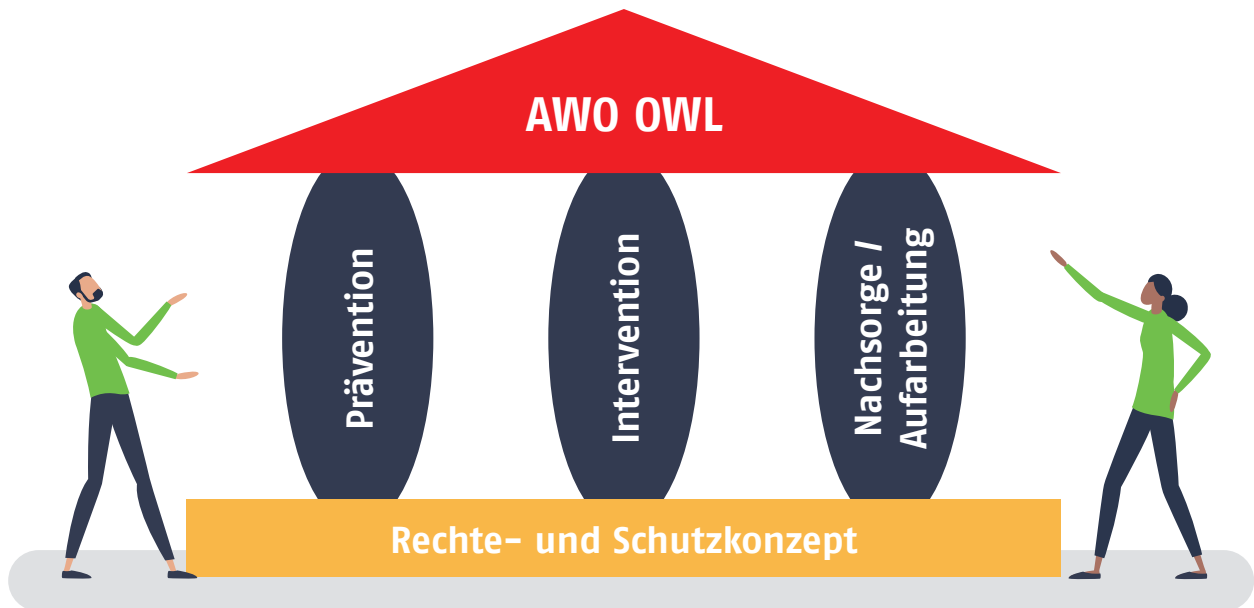 AWO OWL
Prävention
Intervention
Nachsorge /
Aufarbeitung
Rechte- und Schutzkonzept